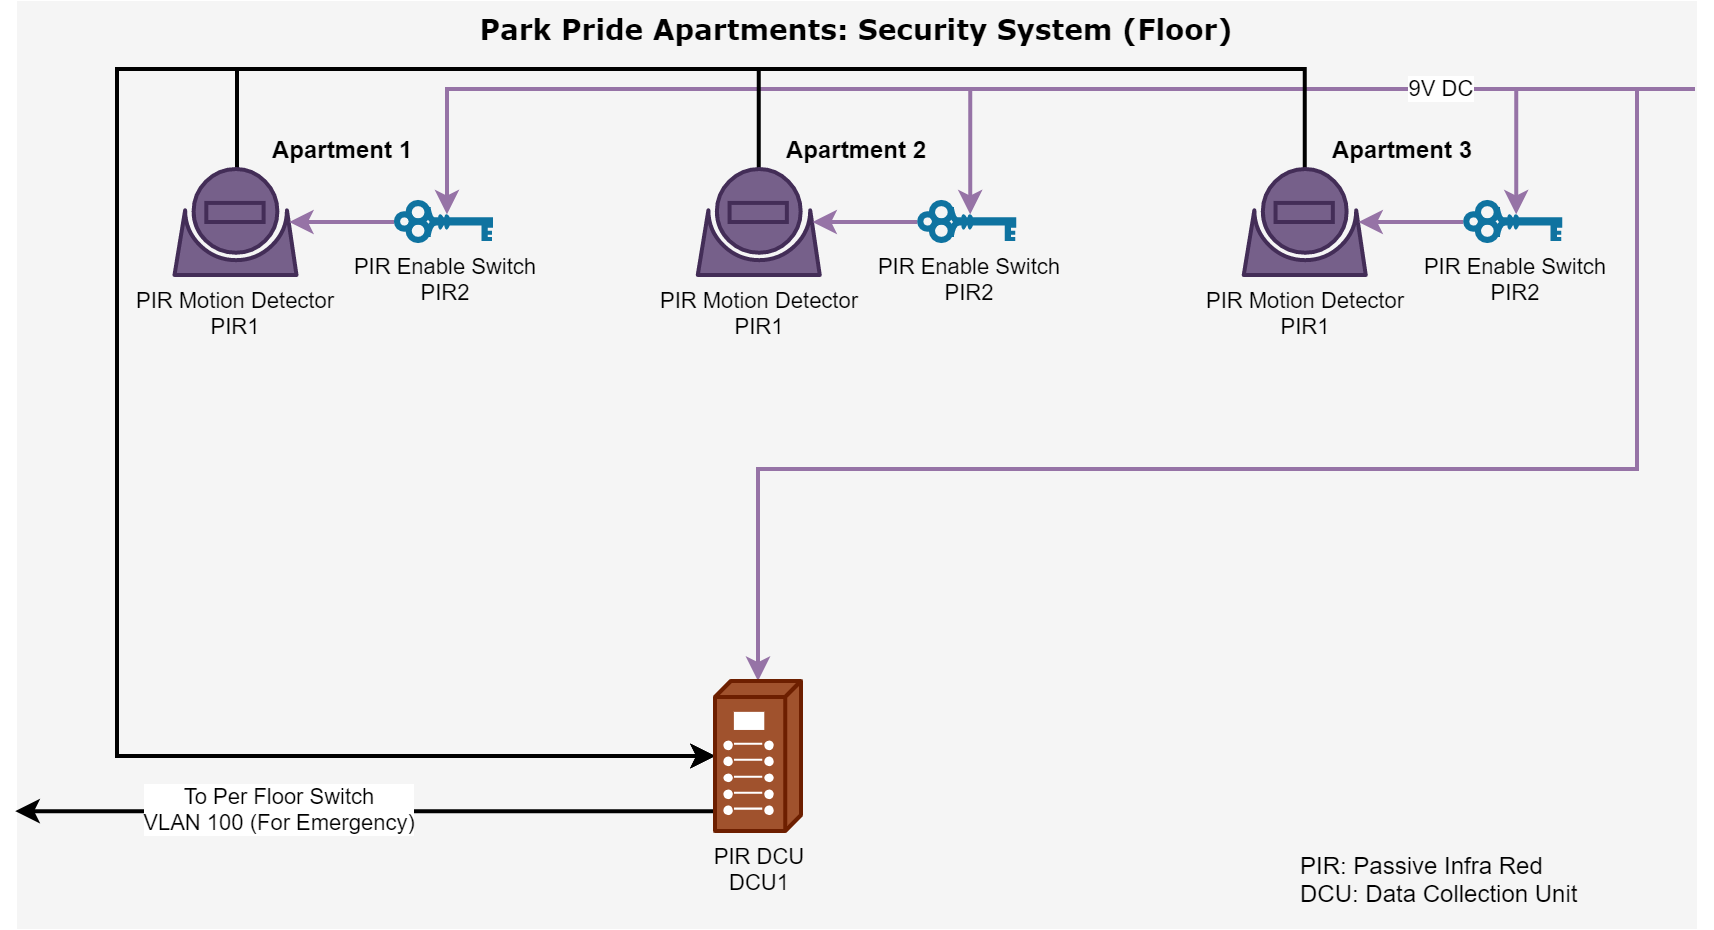 Park Pride Apartments: Security System (Floor)
9V DC
Apartment 1
Apartment 2
Apartment 3
PIR Enable Switch
PIR2
PIR Motion Detector
PIR1
PIR Enable Switch
PIR2
PIR Motion Detector
PIR1
PIR Enable Switch
PIR2
PIR Motion Detector
PIR1
To Per Floor Switch
VLAN 100 (For Emergency)
PIR DCU
DCU1
PIR: Passive Infra Red
DCU: Data Collection Unit